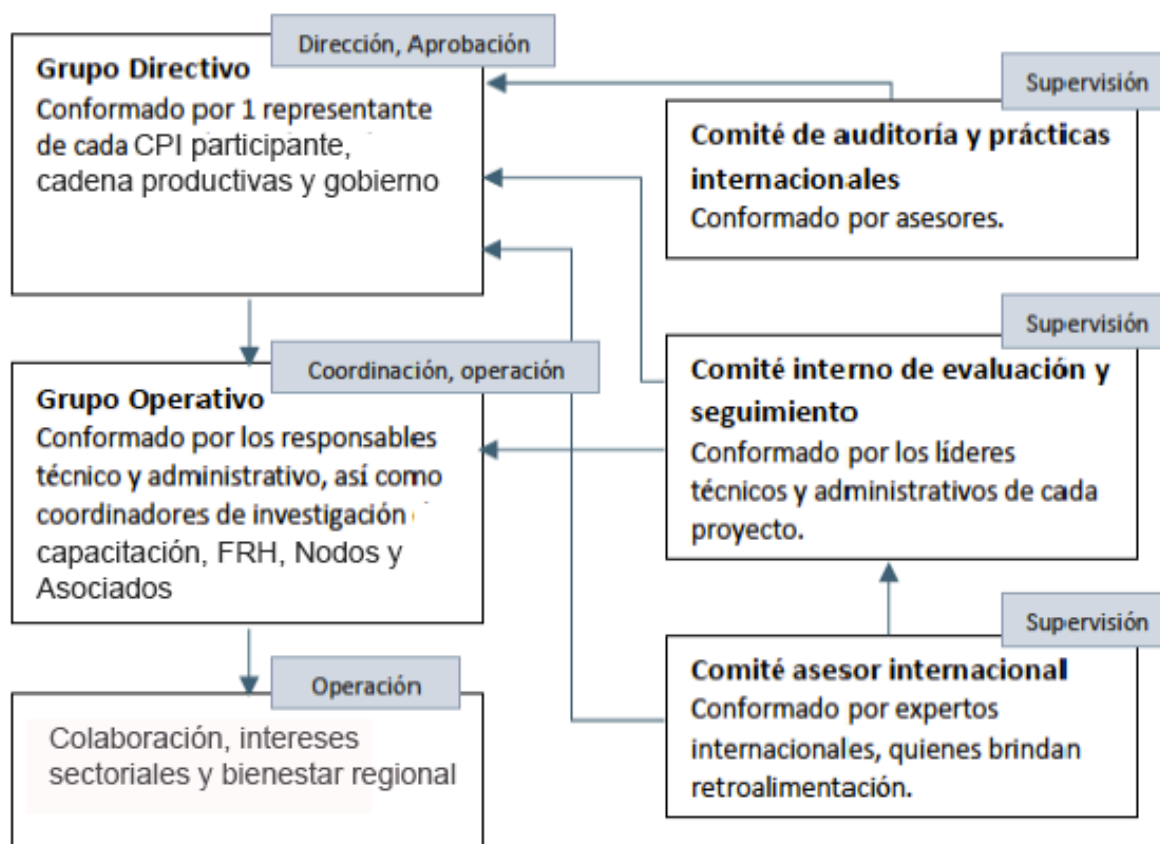 Dirección, Aprobación
Grupo Directivo
Conformado por 1 representante
de cada CPI participante,
cadena productivas y gobierno
Supervisión
Comité de auditoría y prácticas
internacionales
Conformado por asesores.
Coordinación, operación
Grupo Operativo
Conformado por los responsables
técnico y administrativo, así como
coordinadores de investigación
capacitación, FRH, Nodos y
Asociados
Supervisión
Comité interno de evaluación y
seguimiento
Conformado por los líderes
técnicos y administrativos de cada
proyecto.
Operación
Colaboración, intereses
sectoriales y bienestar regional
Supervisión
Comité asesor internacional
Conformado por expertos
internacionales, quienes brindan
retroalimentación.